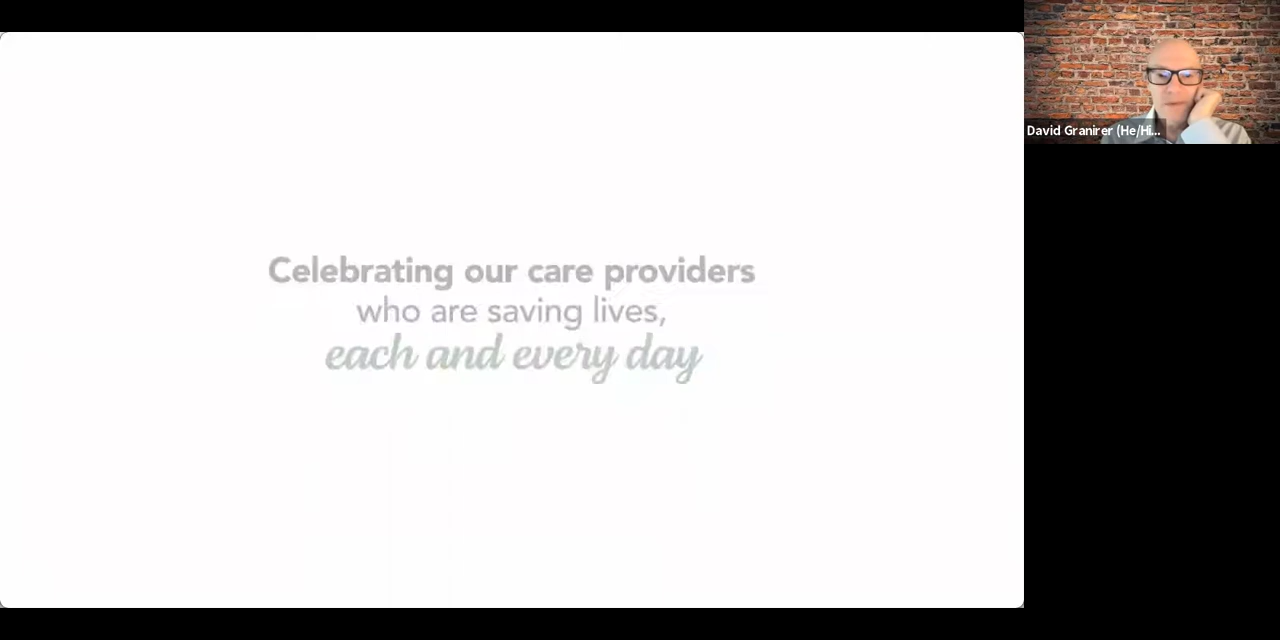 Celebrating our care providers
who are saving lives,
each and every day
David Granirer (He/Hi...